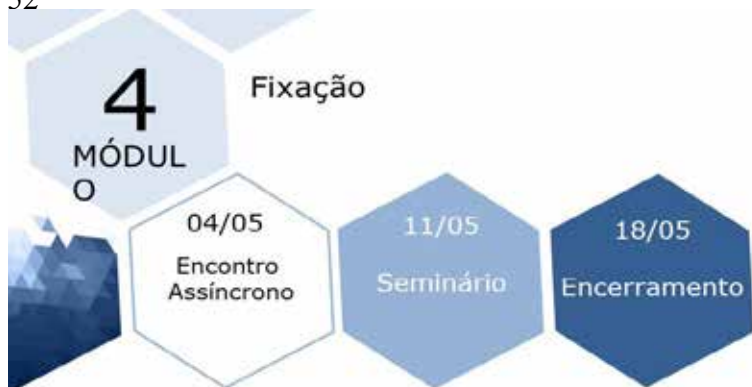 4
MÓDUL
O
Fixação
04/05
Encontro
Assíncrono
11/05
Seminário
18/05
Encerramento